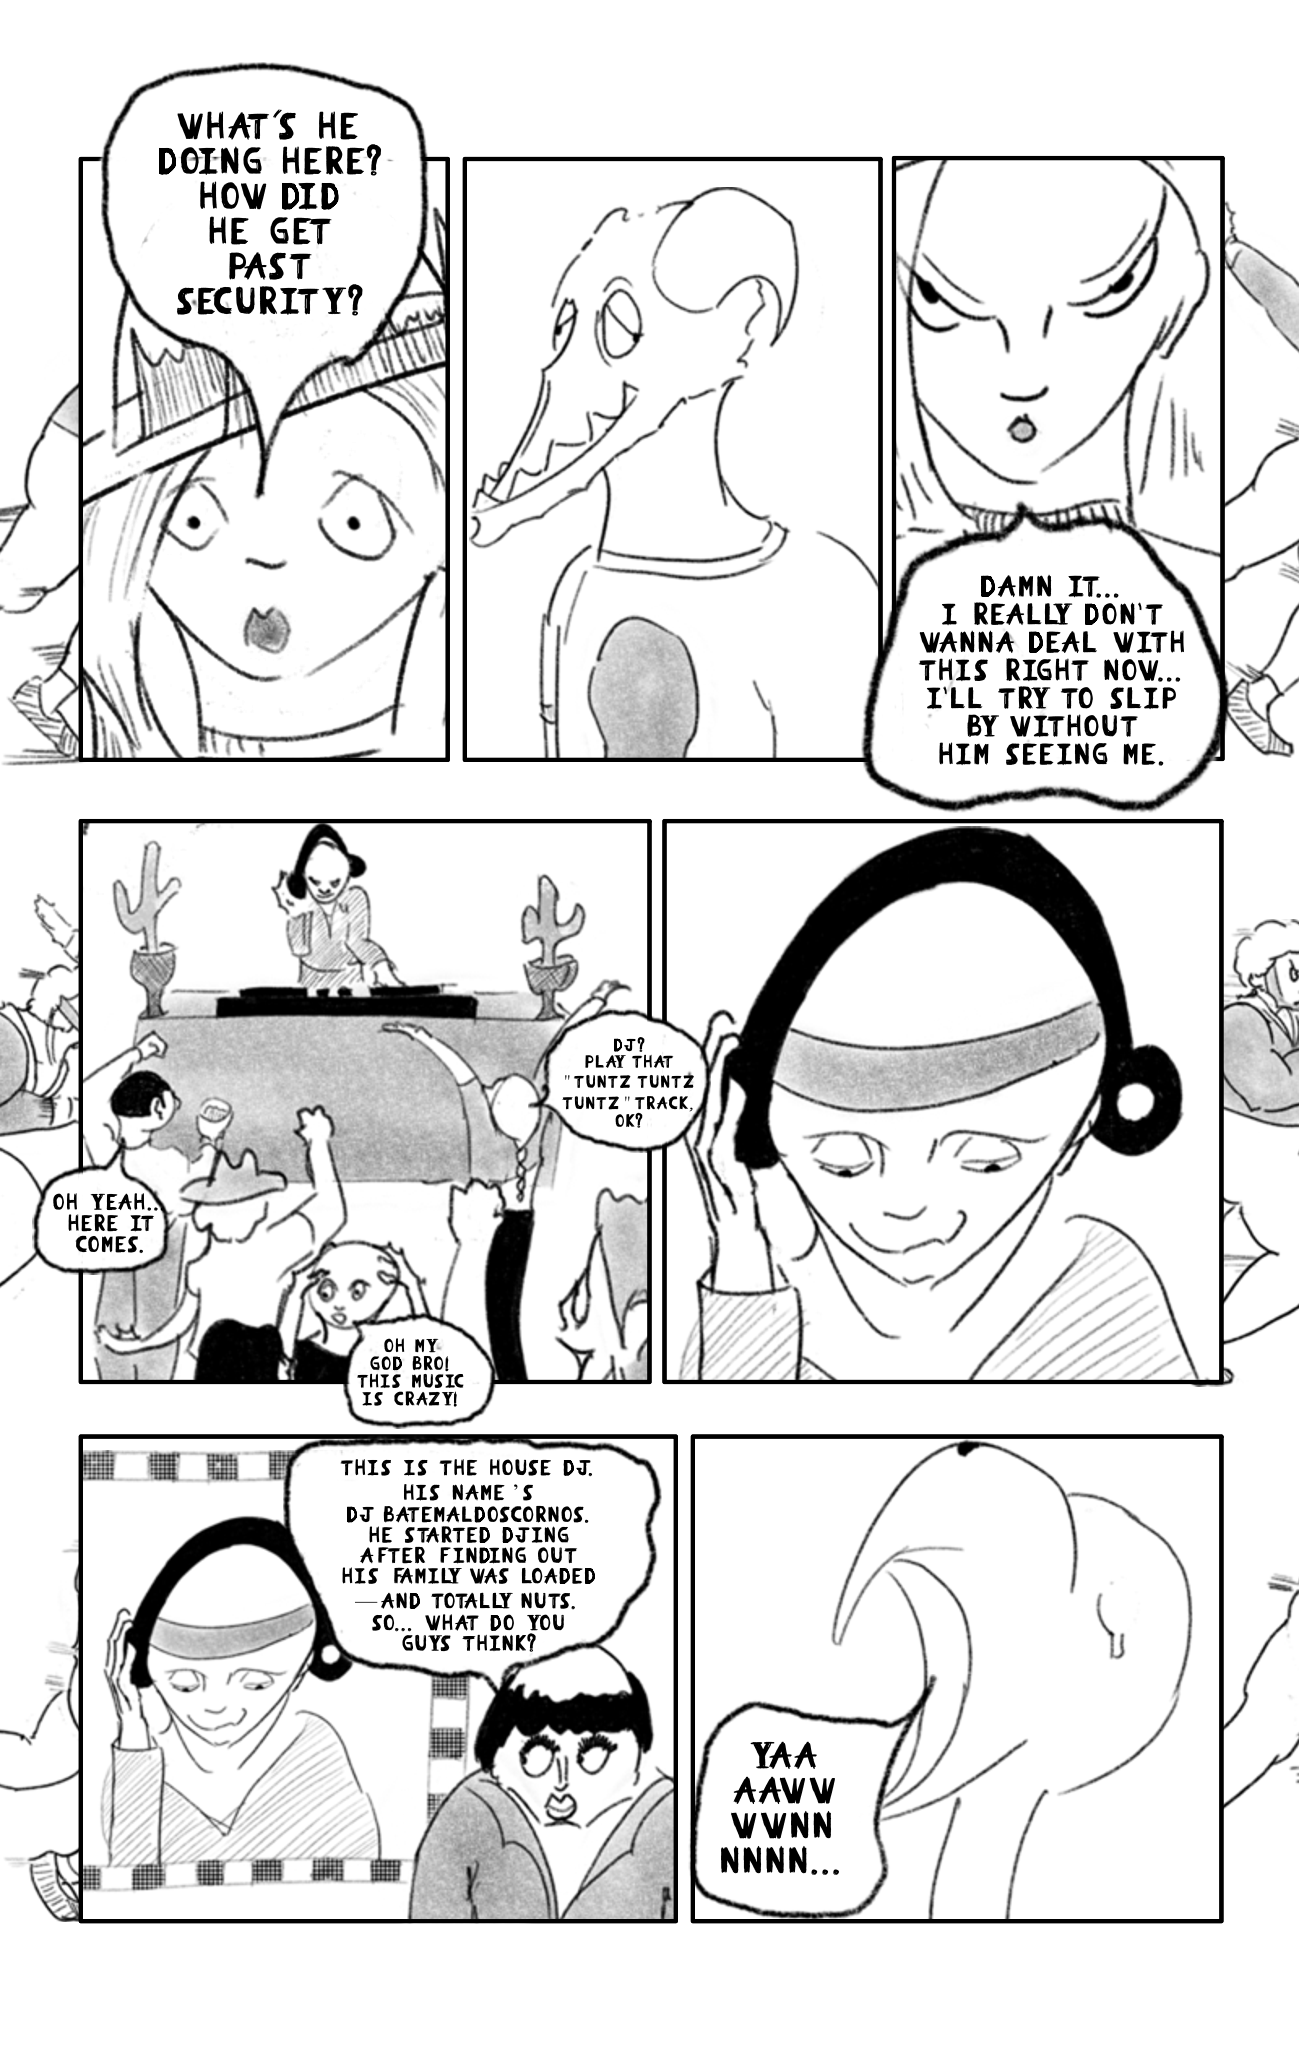 WHAT'S HE
DOING HERE?
HOW DID
HE GET
PAST
SECURITY?
DAMN IT...
I REALLY DON'T
WANNA DEAL WITH
THIS RIGHT NOW...
I'LL TRY TO SLIP
BY WITHOUT
HIM SEEING ME.
DJ?
PLAY THAT
"TUNTZ TUNTZ
TUNTZ" TRACK,
OK?
OH YEAH..
HERE IT
COMES.
OH MY
GOD BRO!
THIS MUSIC
IS CRAZY!
THIS IS THE HOUSE DJ.
HIS NAME'S
DJ BATEMALDOSCORNOS.
HE STARTED DJING
AFTER FINDING OUT
HIS FAMILY WAS LOADED
—AND TOTALLY NUTS.
SO... WHAT DO YOU
GUYS THINK?
YAA
AAWW
WWNN
NNNN...